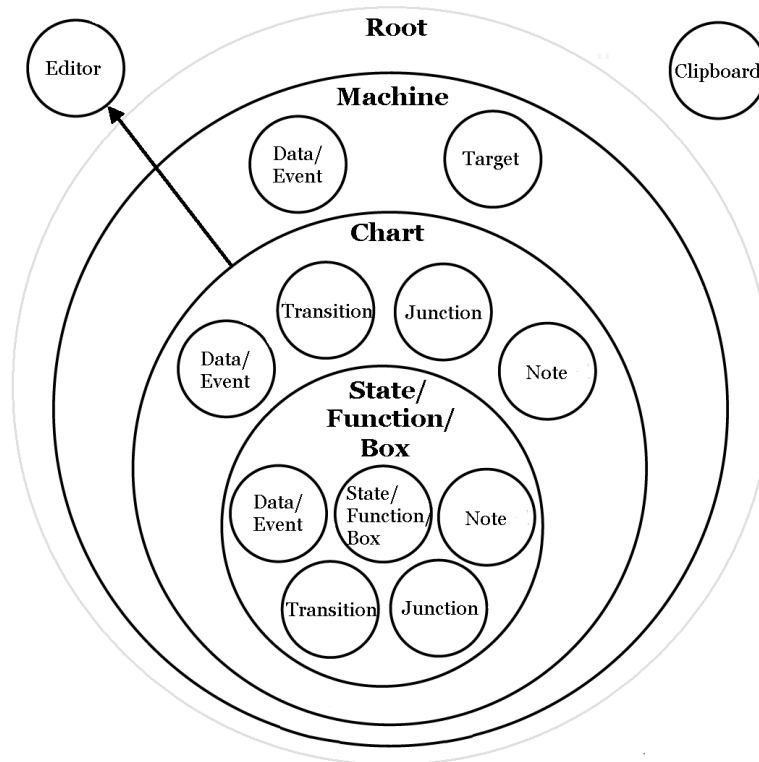 Root
Editor
Clipboard
Machine
Data/
Event
Target
Chart
Transition
Junction
Data/
Event
Note
State/
Function/
Box
Data/
Event
State/
Function/
Box
Note
Transition
Junction